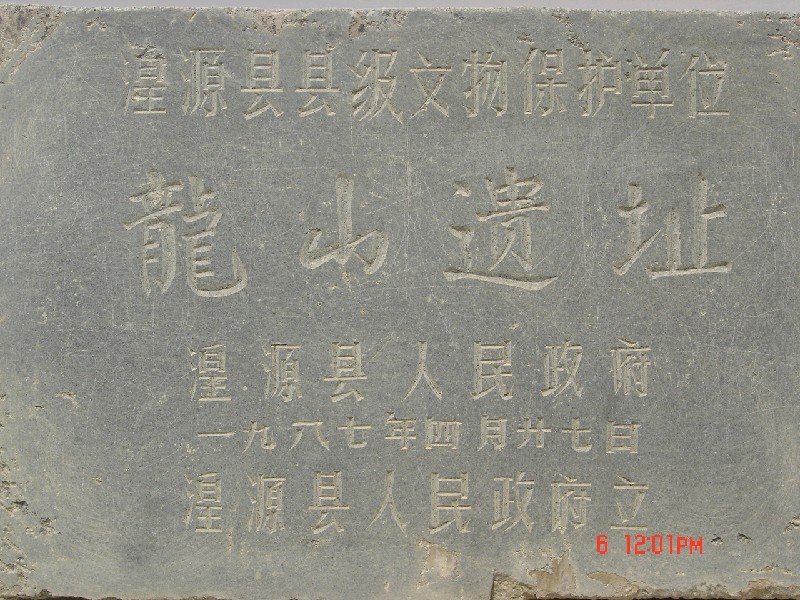 湟源县县级文物保护单位
龍山遗址
湟源县人民政府
一九八七年四月廿七日
湟源县人民政府立
6 12:01PM